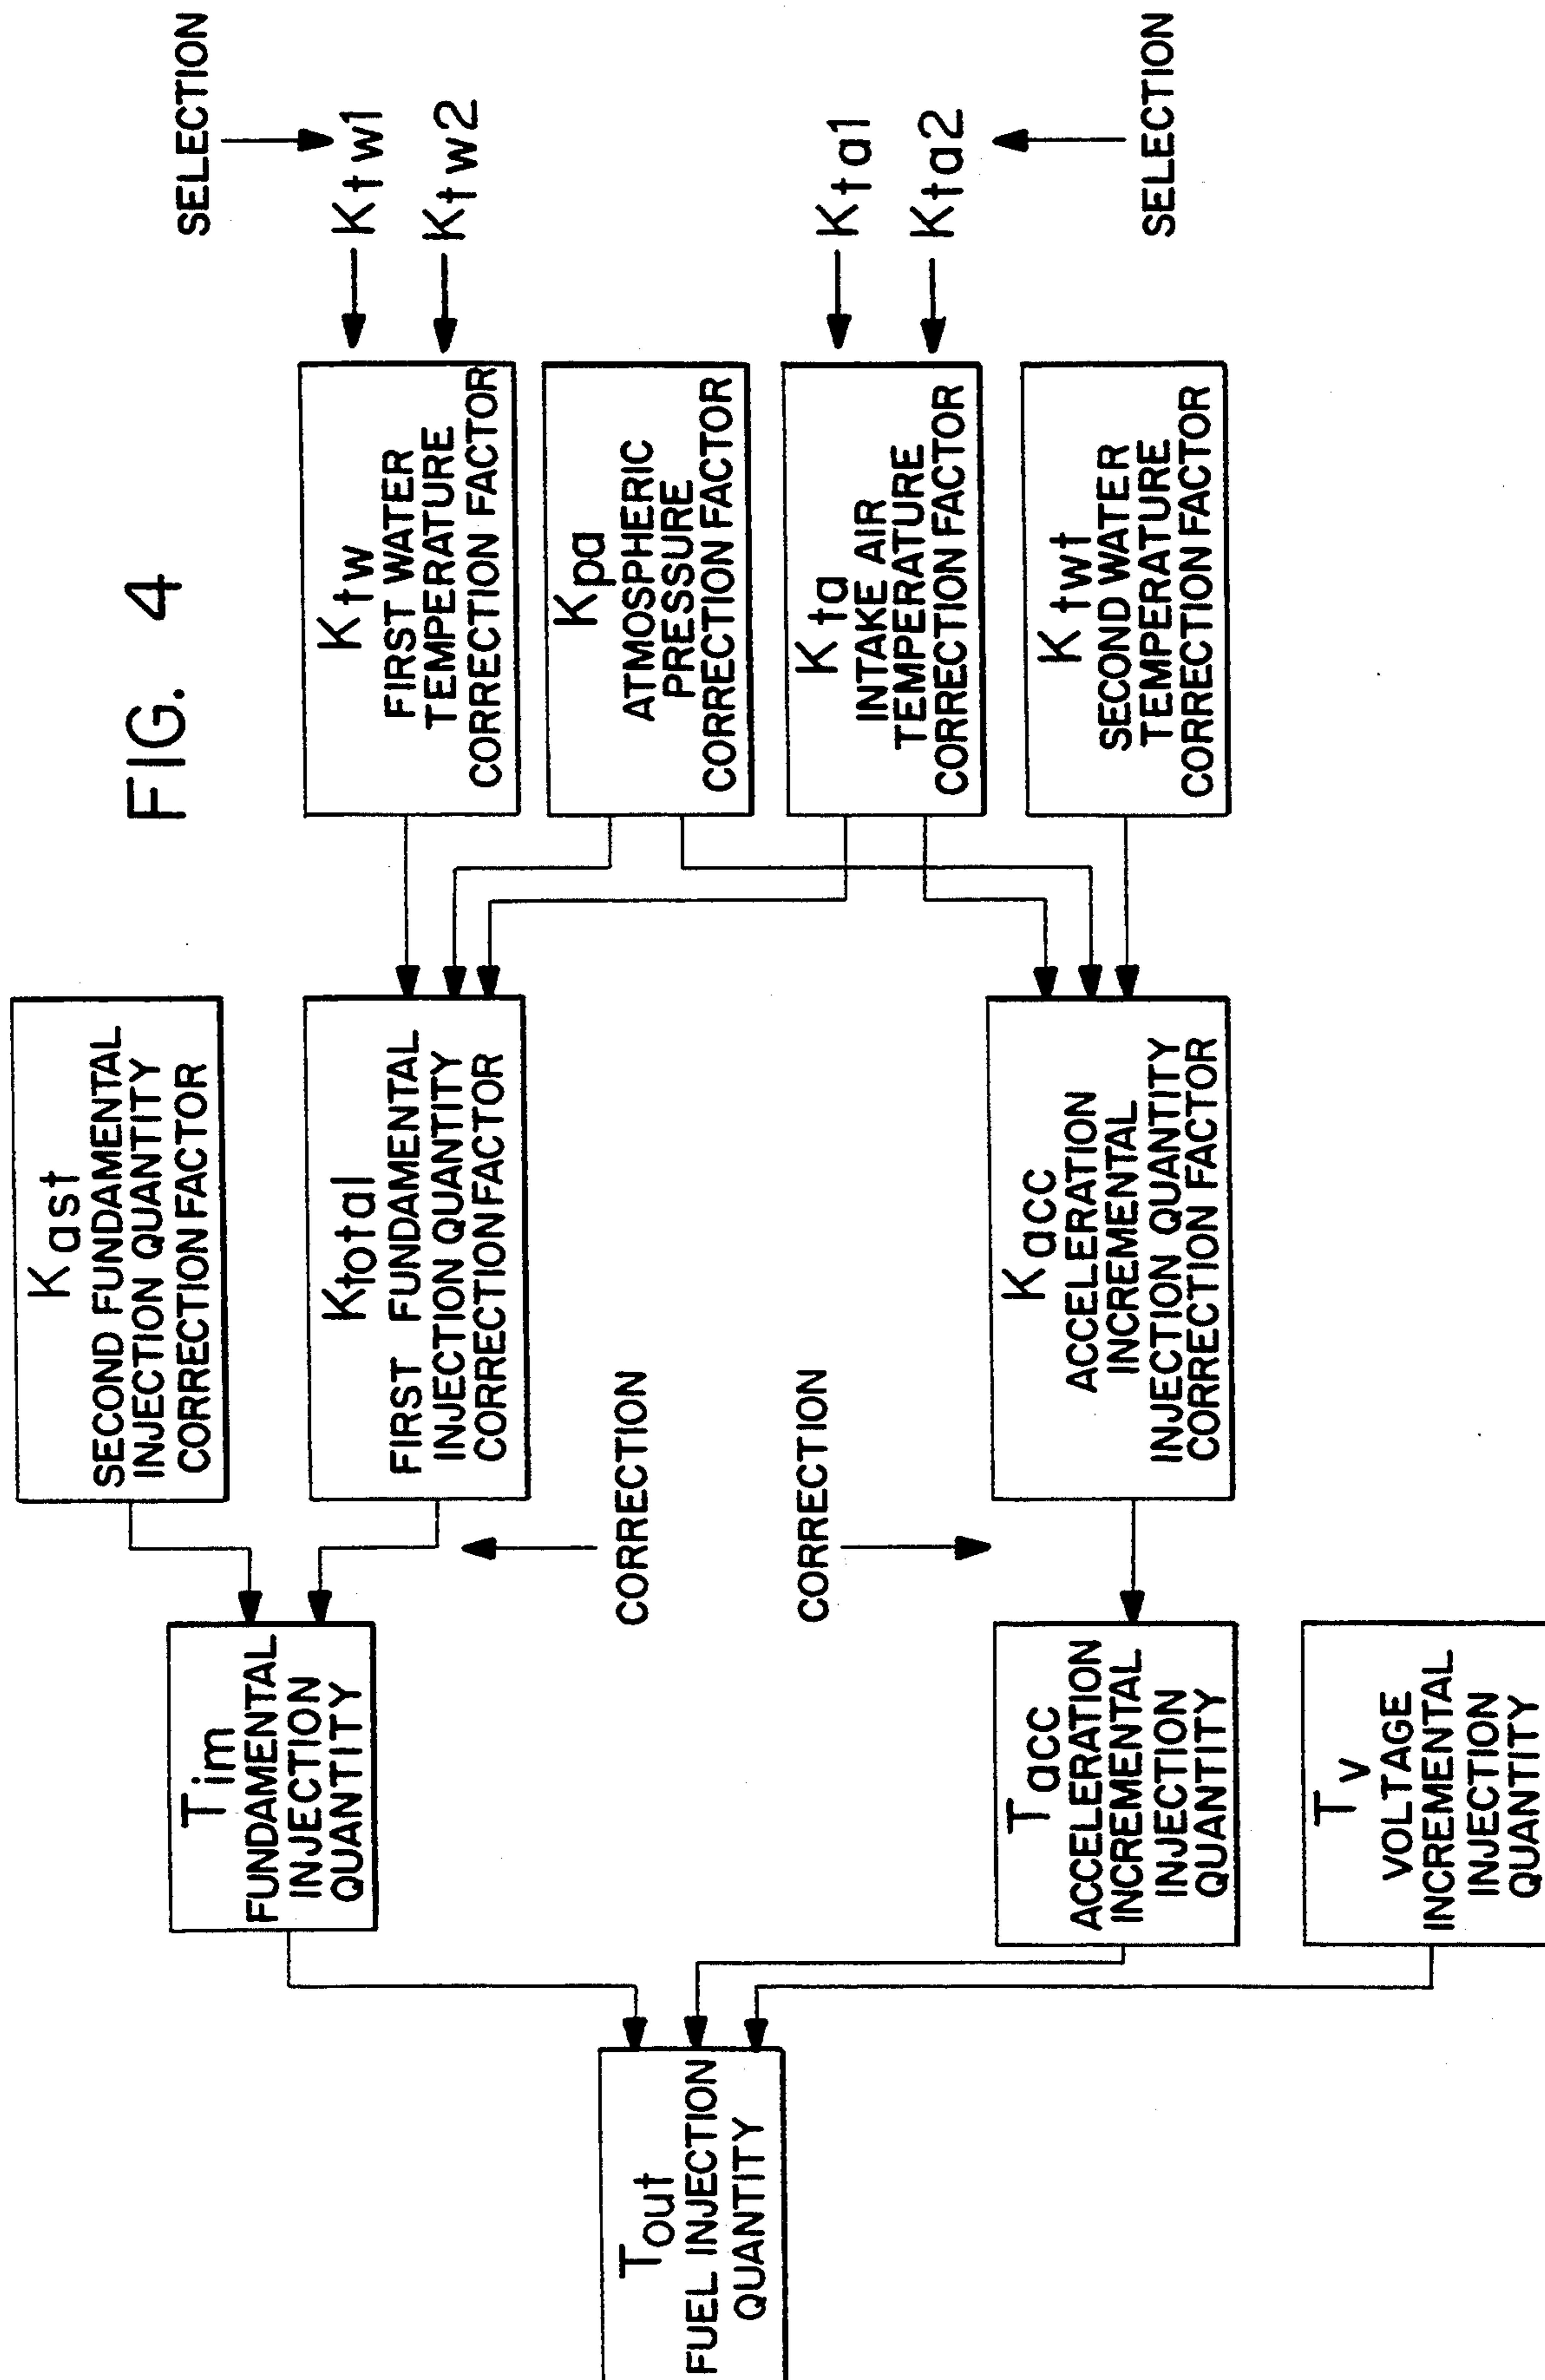 FIG. 4
SELECTION
Ktw1
Ktw2
Kta1
Kta2
SELECTION
Ktw
FIRST WATER
TEMPERATURE
CORRECTION FACTOR
Kpa
ATMOSPHERIC
PRESSURE
CORRECTION FACTOR
Kta
INTAKE AIR
TEMPERATURE
CORRECTION FACTOR
Ktwt
SECOND WATER
TEMPERATURE
CORRECTION FACTOR
Kast
SECOND FUNDAMENTAL
INJECTION QUANTITY
CORRECTION FACTOR
Ktotal
FIRST FUNDAMENTAL
INJECTION QUANTITY
CORRECTION FACTOR
Kacc
ACCELERATION
INCREMENTAL
INJECTION QUANTITY
CORRECTION FACTOR
CORRECTION
CORRECTION
Tim
FUNDAMENTAL
INJECTION
QUANTITY
Tacc
ACCELERATION
INCREMENTAL
INJECTION
QUANTITY
Tv
VOLTAGE
INCREMENTAL
INJECTION
QUANTITY
Tout
FUEL INJECTION
QUANTITY